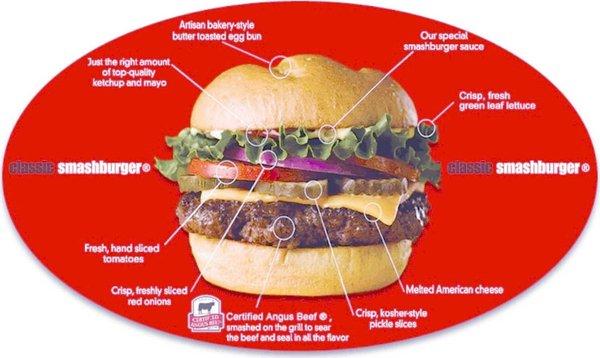 Artisan bakery-style
butter toasted egg bun
Our special
smashburger sauce
Just the right amount
of top-quality
ketchup and mayo
Crisp, fresh
green leaf lettuce
classic smashburger®
classic smashburger®
Fresh, hand sliced
tomatoes
Crisp, freshly sliced
red onions
Melted American cheese
CERTIFIED
ANGUS BEEF
Certified Angus Beef ®,
smashed on the grill to sear
the beef and seal in all the flavor
Crisp, kosher-style
pickle slices